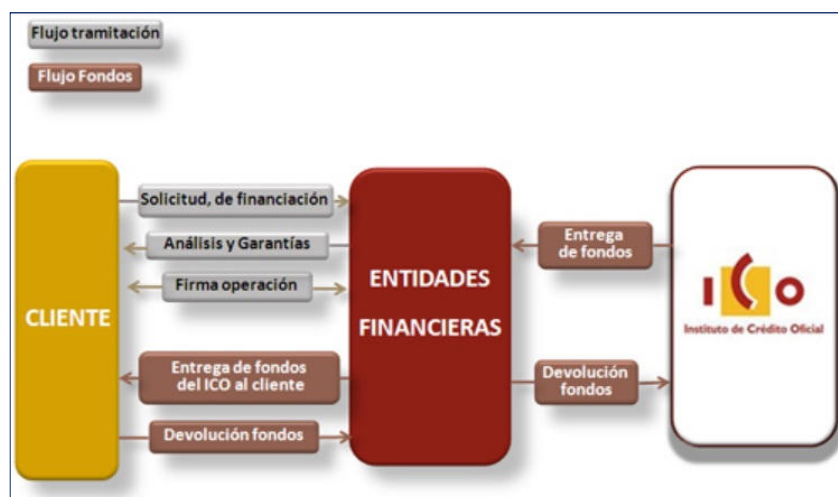 Flujo tramitación
Flujo Fondos
CLIENTE
Solicitud, de financiación
Análisis y Garantías
Firma operación
Entrega de fondos
del ICO al cliente
Devolución fondos
ENTIDADES
FINANCIERAS
Entrega
de fondos
Devolución
fondos
ICO
Instituto de Crédito Oficial